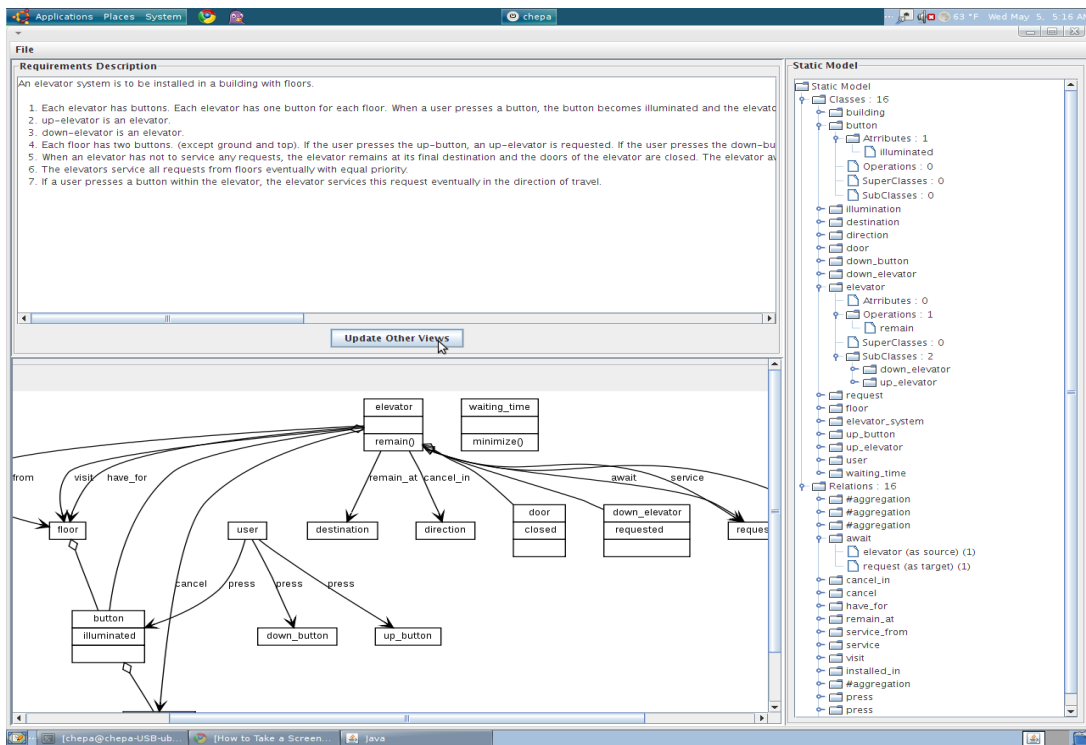 Applications Places System
chepa
63 °F Wed May 5, 5:16 AM
File
Requirements Description
An elevator system is to be installed in a building with floors.
1. Each elevator has buttons. Each elevator has one button for each floor. When a user presses a button, the button becomes illuminated and the elevato
2. up-elevator is an elevator.
3. down-elevator is an elevator.
4. Each floor has two buttons. (except ground and top). If the user presses the up-button, an up-elevator is requested. If the user presses the down-bu
5. When an elevator has not to service any requests, the elevator remains at its final destination and the doors of the elevator are closed. The elevator aw
6. The elevators service all requests from floors eventually with equal priority.
7. If a user presses a button within the elevator, the elevator services this request eventually in the direction of travel.
Update Other Views
elevator
remain()
waiting_time
minimize()
from
visit
have_for
remain_at
cancel_in
await
service
floor
user
destination
direction
door
closed
down_elevator
requested
reques
cancel
press
press
press
button
illuminated
down_button
up_button
Static Model
Static Model
Classes : 16
building
button
Atrributes : 1
illuminated
Operations : 0
SuperClasses : 0
SubClasses : 0
illumination
destination
direction
door
down_button
down_elevator
elevator
Atrributes : 0
Operations : 1
remain
SuperClasses : 0
SubClasses : 2
down_elevator
up_elevator
request
floor
elevator_system
up_button
up_elevator
user
waiting_time
Relations : 16
#aggregation
#aggregation
#aggregation
await
elevator (as source) (1)
request (as target) (1)
cancel_in
cancel
have_for
remain_at
service_from
service
visit
installed_in
#aggregation
press
press
[chepa@chepa-USB-ub...
[How to Take a Screen...
Java